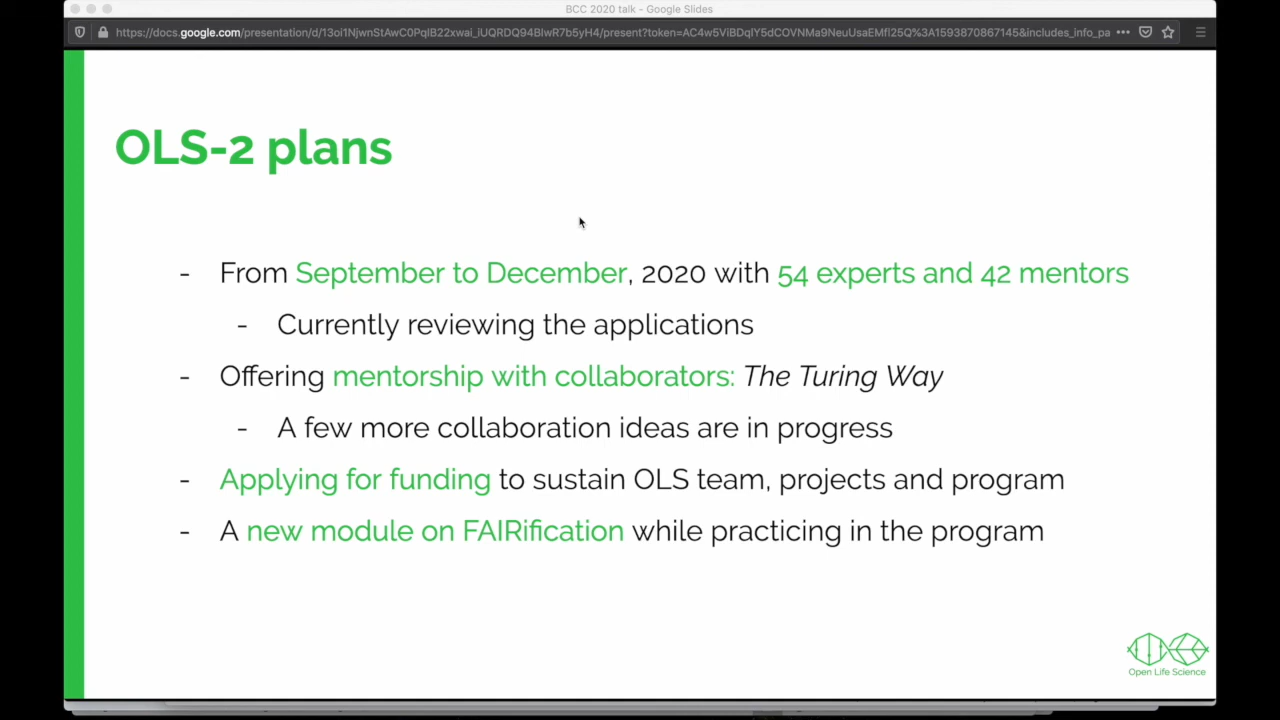 BCC 2020 talk - Google Slides
https://docs.google.com/presentation/d/13oi1NjwnStAwC0PqIB22xwai_iUQRDQ94BIwR7b5yH4/present?token=AC4w5ViBDqIY5dCOVNMa9NeuUsaEMfl25Q%3A1593870867145&includes_info_pa
OLS-2 plans
- From September to December, 2020 with 54 experts and 42 mentors
- Currently reviewing the applications
- Offering mentorship with collaborators: The Turing Way
- A few more collaboration ideas are in progress
- Applying for funding to sustain OLS team, projects and program
- A new module on FAIRification while practicing in the program
Open Life Science